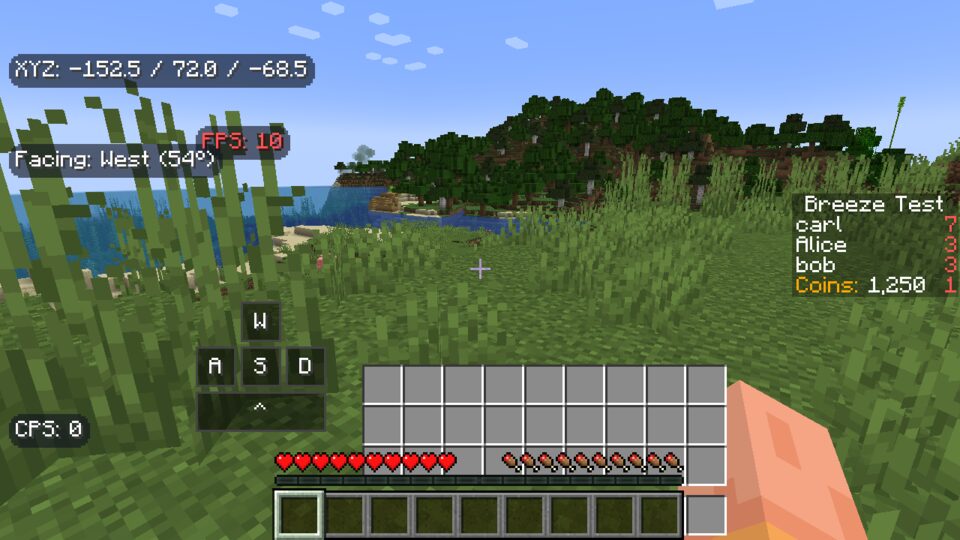 XYZ: -152.5 / 72.0 / -68.5
FPS: 10
Facing: West (54°)
Breeze Test
carl 7
Alice 3
bob 3
Coins: 1,250 1
W
A S D
^
CPS: 0